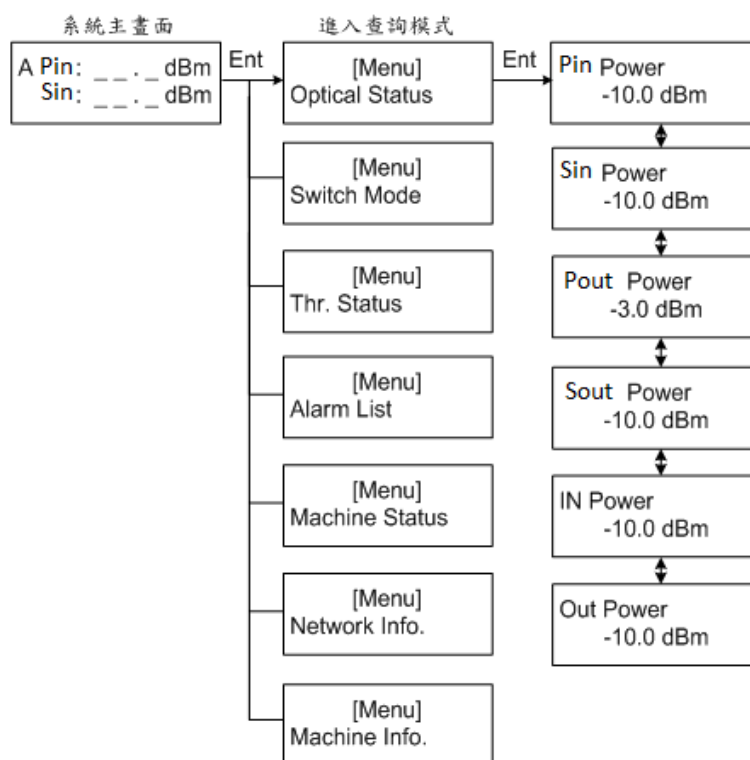 系統主畫面
A Pin: _ _ . _ dBm
Sin: _ _ . _ dBm
Ent
進入查詢模式
[Menu]
Optical Status
[Menu]
Switch Mode
[Menu]
Thr. Status
[Menu]
Alarm List
[Menu]
Machine Status
[Menu]
Network Info.
[Menu]
Machine Info.
Ent
Pin Power
-10.0 dBm
Sin Power
-10.0 dBm
Pout Power
-3.0 dBm
Sout Power
-10.0 dBm
IN Power
-10.0 dBm
Out Power
-10.0 dBm